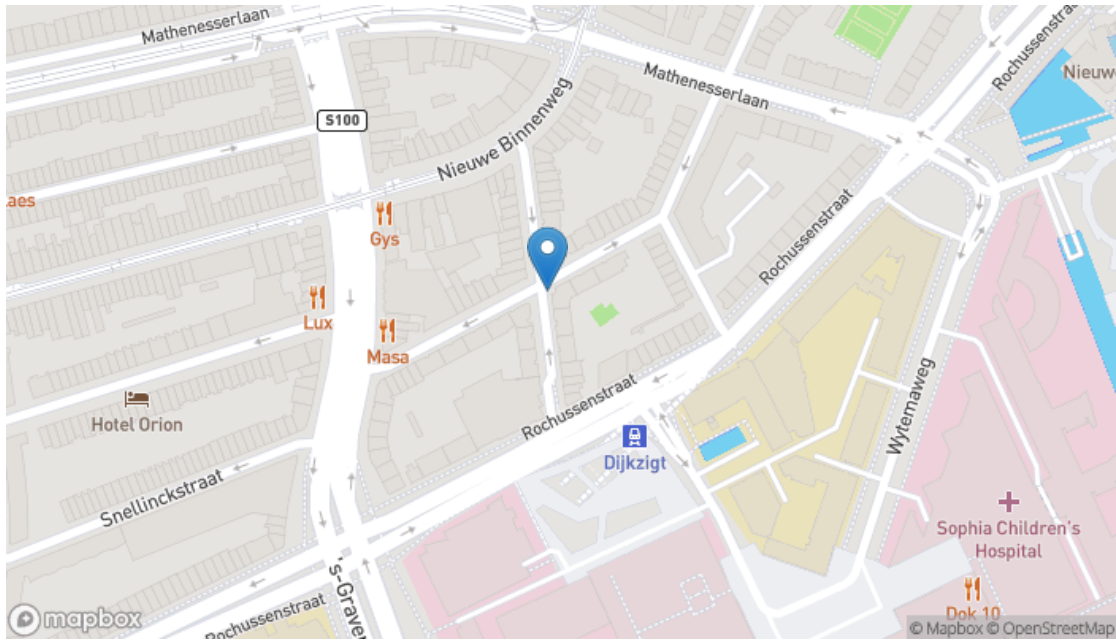 Mathenesserlaan
Rochussenstraat
Nieuwe
Mathenesserlaan
S100
Nieuwe Binnenweg
aes
Gys
Rochussenstraat
Lux
Masa
Hotel Orion
Rochussenstraat
Wytemaweg
Dijkzigt
Snellinckstraat
Sophia Children's
Hospital
's-Graven
Dok 10
Rochussenstraat
mapbox
© Mapbox © OpenStreetMap